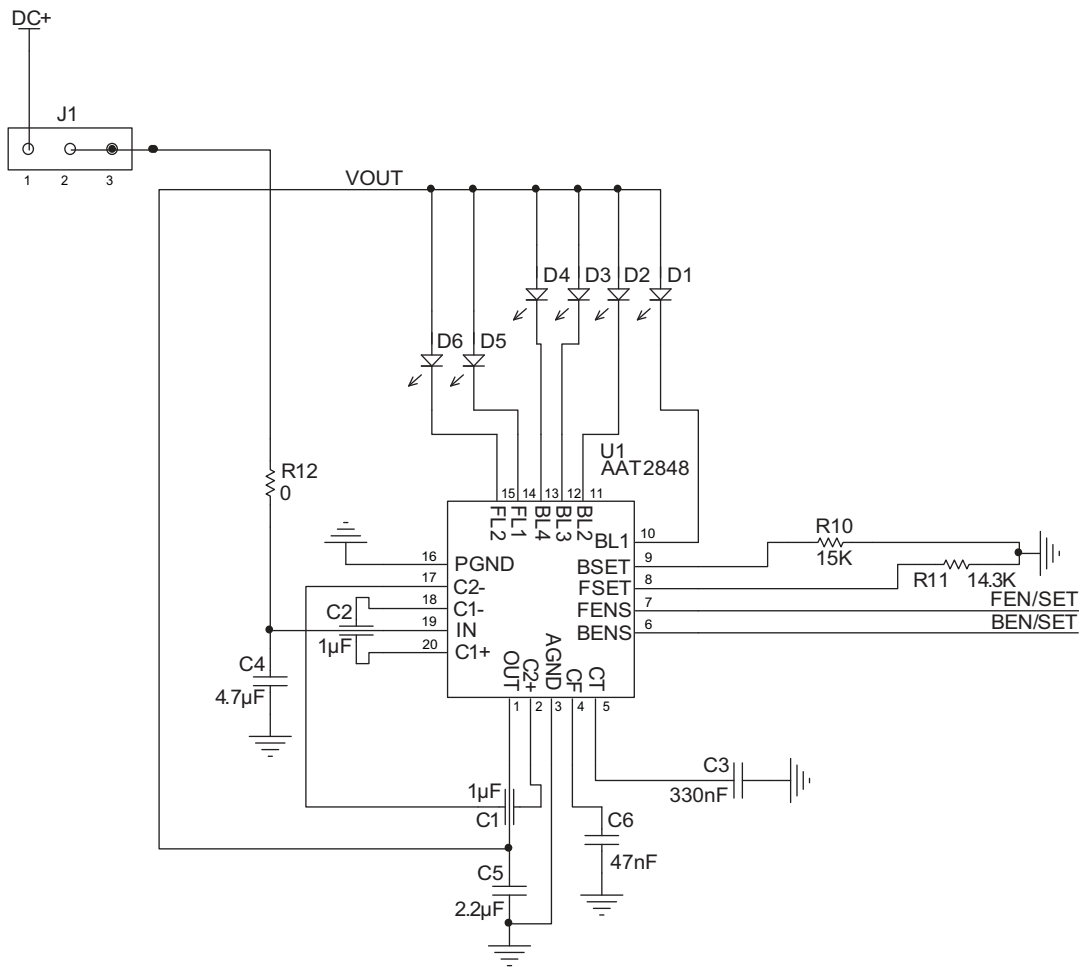 DC+
J1
1 2 3
VOUT
D4 D3 D2 D1
D6 D5
U1
AAT2848
R12
0
15 14 13 12 11
FL2 FL1 BL4 BL3 BL2
10 BL1
9 BSET
8 FSET
7 FENS
6 BENS
R10
15K
R11 14.3K
FEN/SET
BEN/SET
16 PGND
17 C2-
18 C1-
19 IN
20 C1+
C2
1µF
C4
4.7µF
OUT C2+ AGND CF CT
1 2 3 4 5
C3
330nF
1µF
C1
C6
47nF
C5
2.2µF